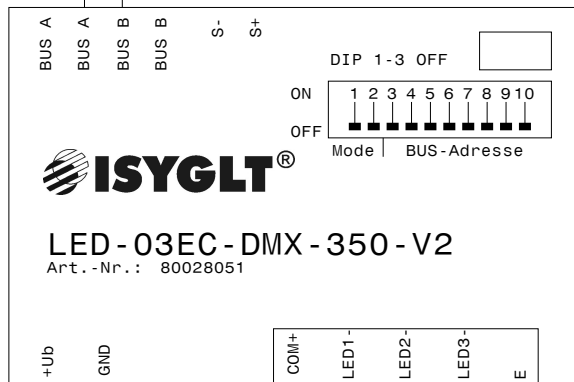 BUS A
BUS A
BUS B
BUS B
S-
S+
DIP 1-3 OFF
ON
1 2 3 4 5 6 7 8 9 10
OFF
Mode BUS-Adresse
ISYGLT®
LED-03EC-DMX-350-V2
Art.-Nr.: 80028051
+Ub
GND
COM+
LED1-
LED2-
LED3-
E